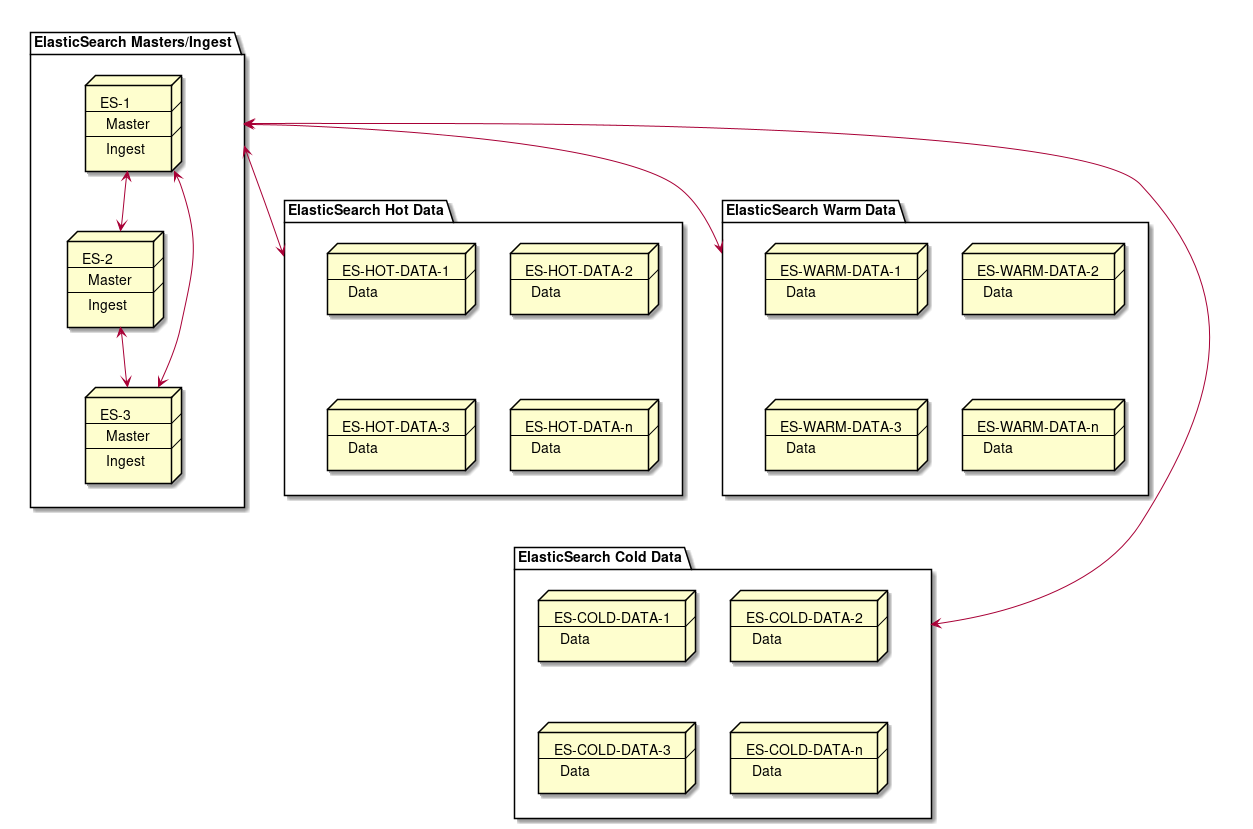 ElasticSearch Masters/Ingest
ES-1
Master
Ingest
ES-2
Master
Ingest
ES-3
Master
Ingest
ElasticSearch Hot Data
ES-HOT-DATA-1
Data
ES-HOT-DATA-2
Data
ES-HOT-DATA-3
Data
ES-HOT-DATA-n
Data
ElasticSearch Warm Data
ES-WARM-DATA-1
Data
ES-WARM-DATA-2
Data
ES-WARM-DATA-3
Data
ES-WARM-DATA-n
Data
ElasticSearch Cold Data
ES-COLD-DATA-1
Data
ES-COLD-DATA-2
Data
ES-COLD-DATA-3
Data
ES-COLD-DATA-n
Data